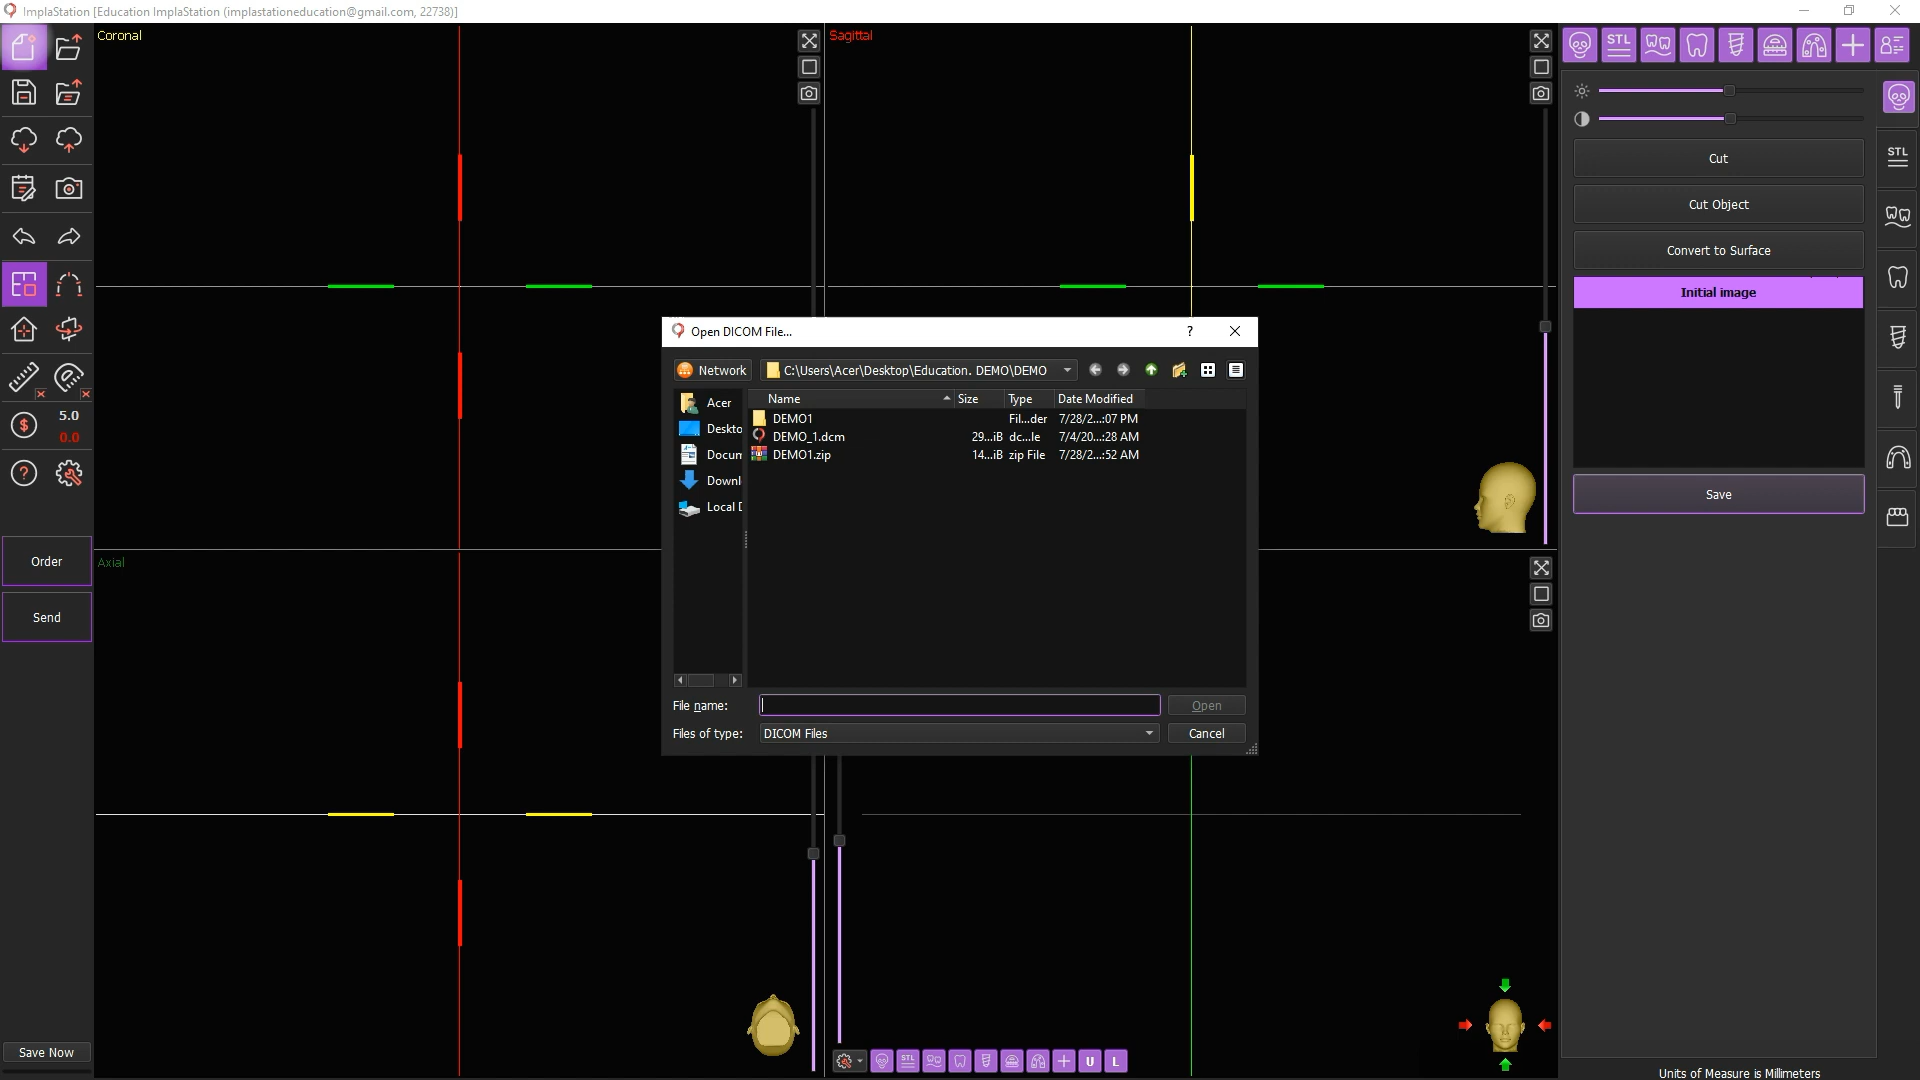 ImplaStation [Education ImplaStation (implastationeducation@gmail.com, 22738)]
Coronal
Sagittal
STL
Cut
Cut Object
Convert to Surface
Initial image
Save
STL
5.0
0.0
Order
Send
Save Now
Axial
Open DICOM File...
?
Network
C:\Users\Acer\Desktop\Education. DEMO\DEMO
Acer
Deskto
Docum
Downl
Local D
Name Size Type Date Modified
DEMO1 Fil...der 7/28/2...:07 PM
DEMO_1.dcm 29...iB dc...le 7/4/20...:28 AM
DEMO1.zip 14...iB zip File 7/28/2...:52 AM
File name:
Open
Files of type: DICOM Files
Cancel
STL
U
L
Units of Measure is Millimeters